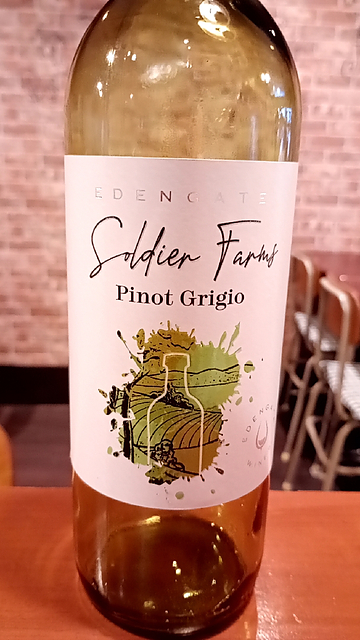 EDENGATE
Soldier Farms
Pinot Grigio